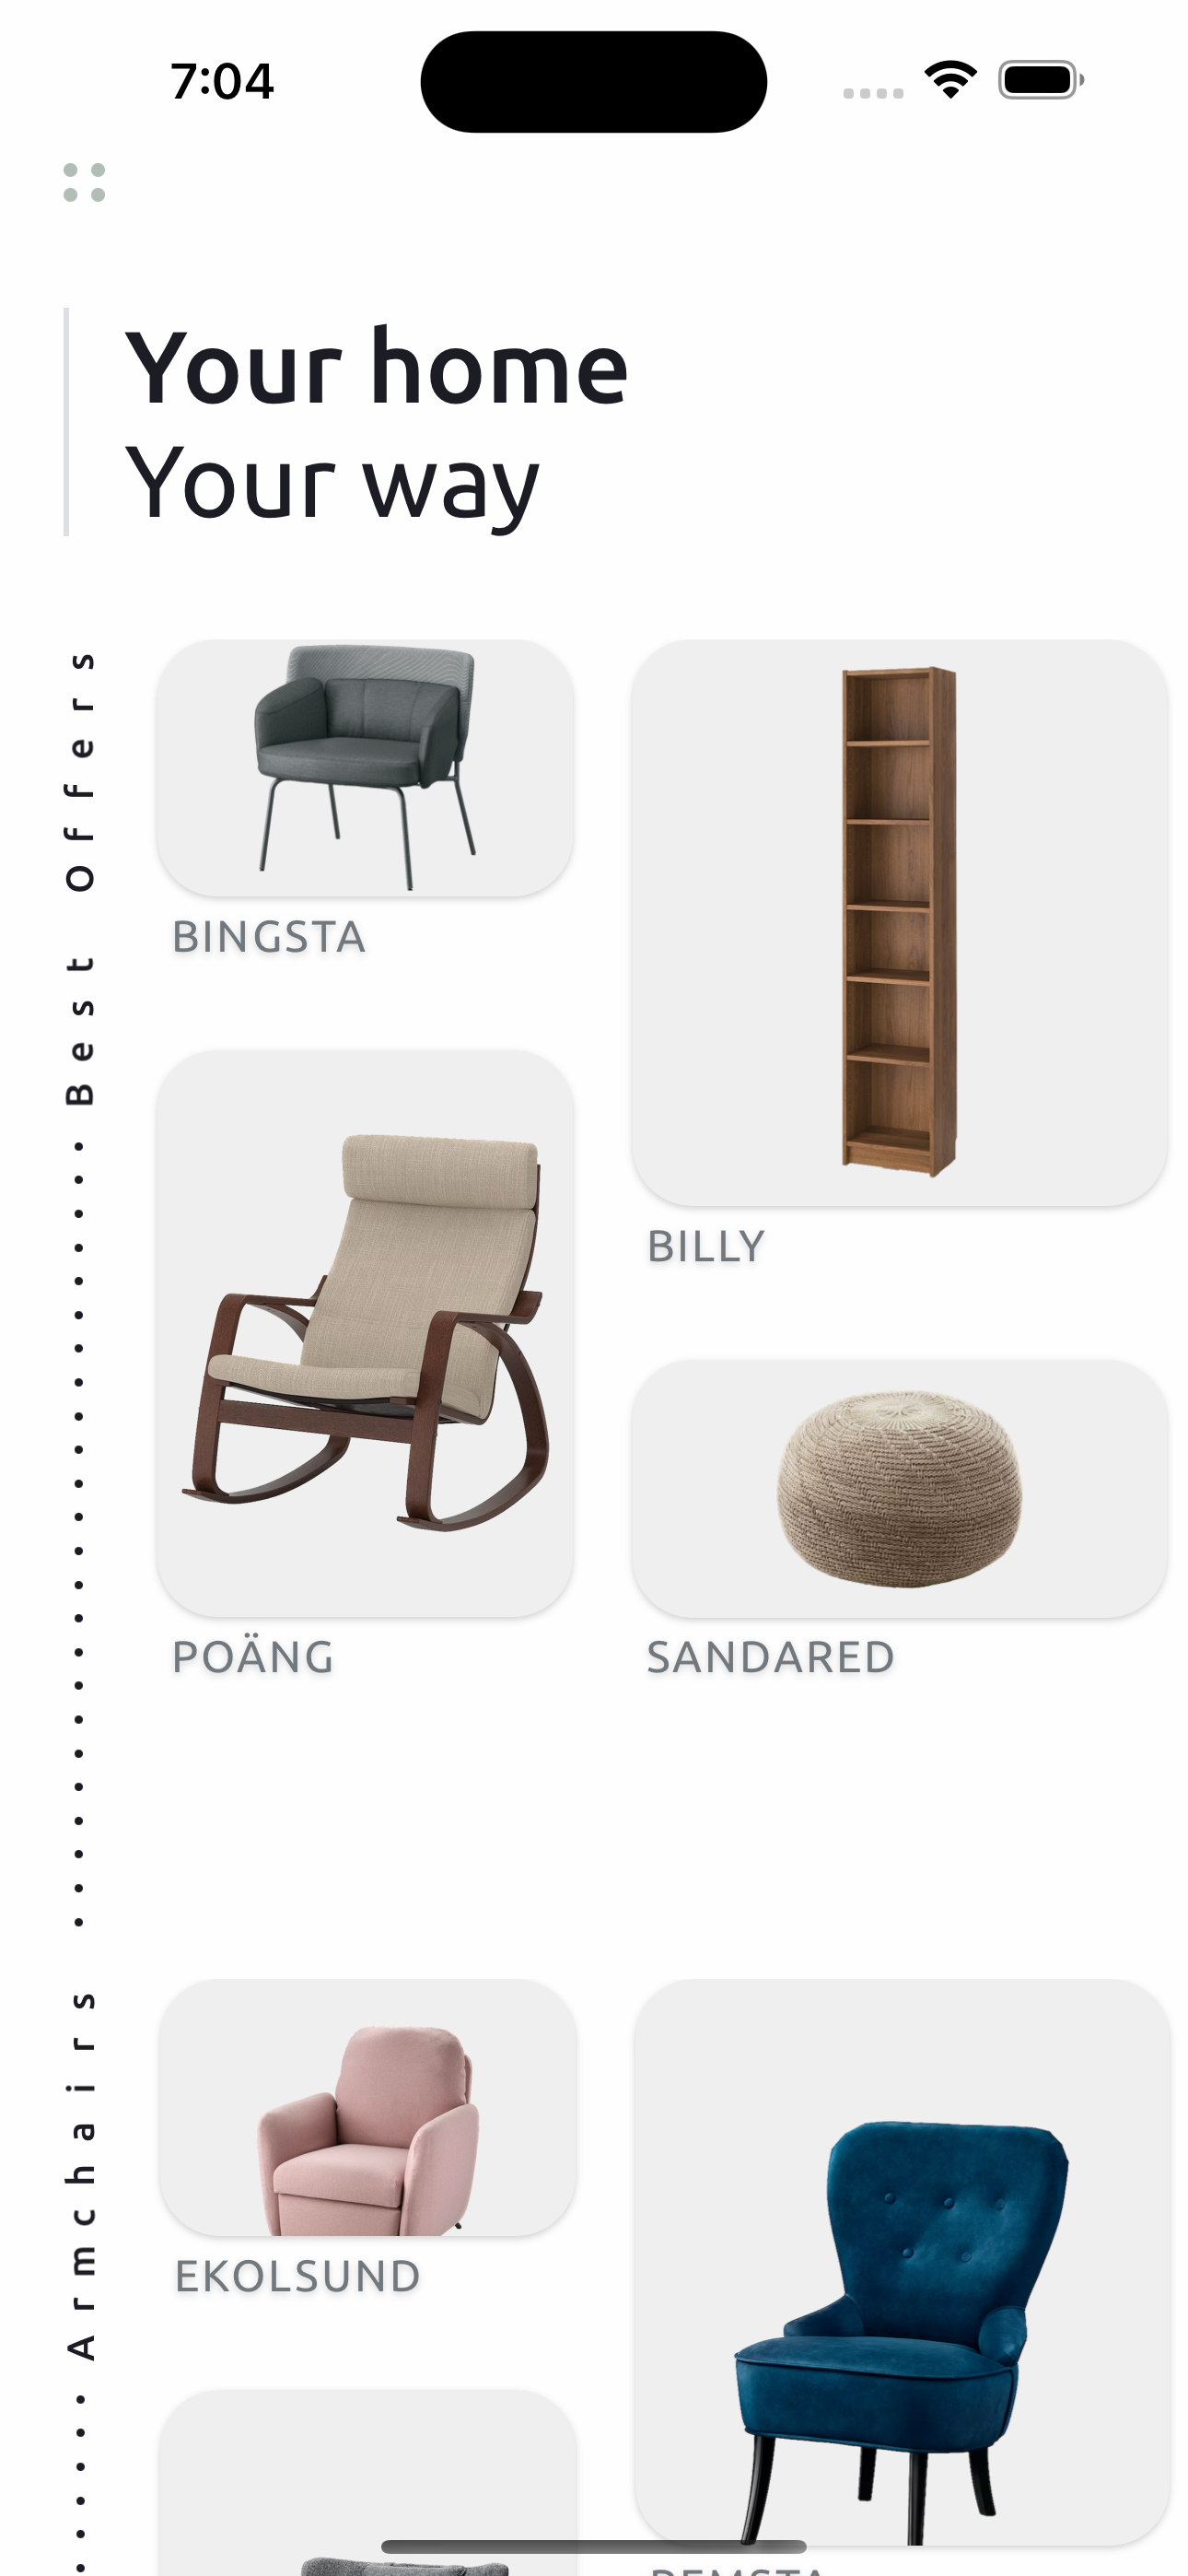 7:04
Your home
Your way
Best Offers
BINGSTA
BILLY
POÄNG
SANDARED
Armchairs
EKOLSUND